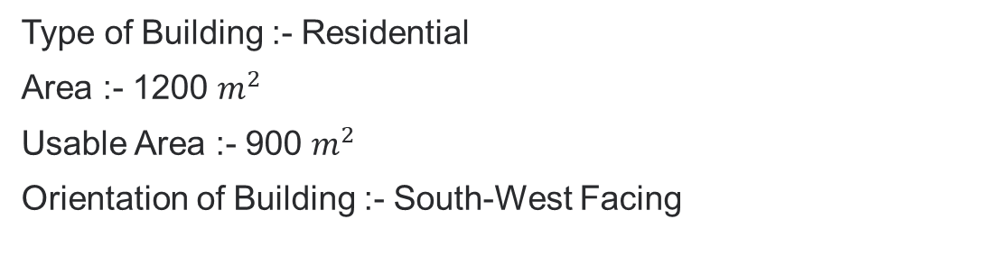 Type of Building :- Residential
Area :- 1200 m²
Usable Area :- 900 m²
Orientation of Building :- South-West Facing